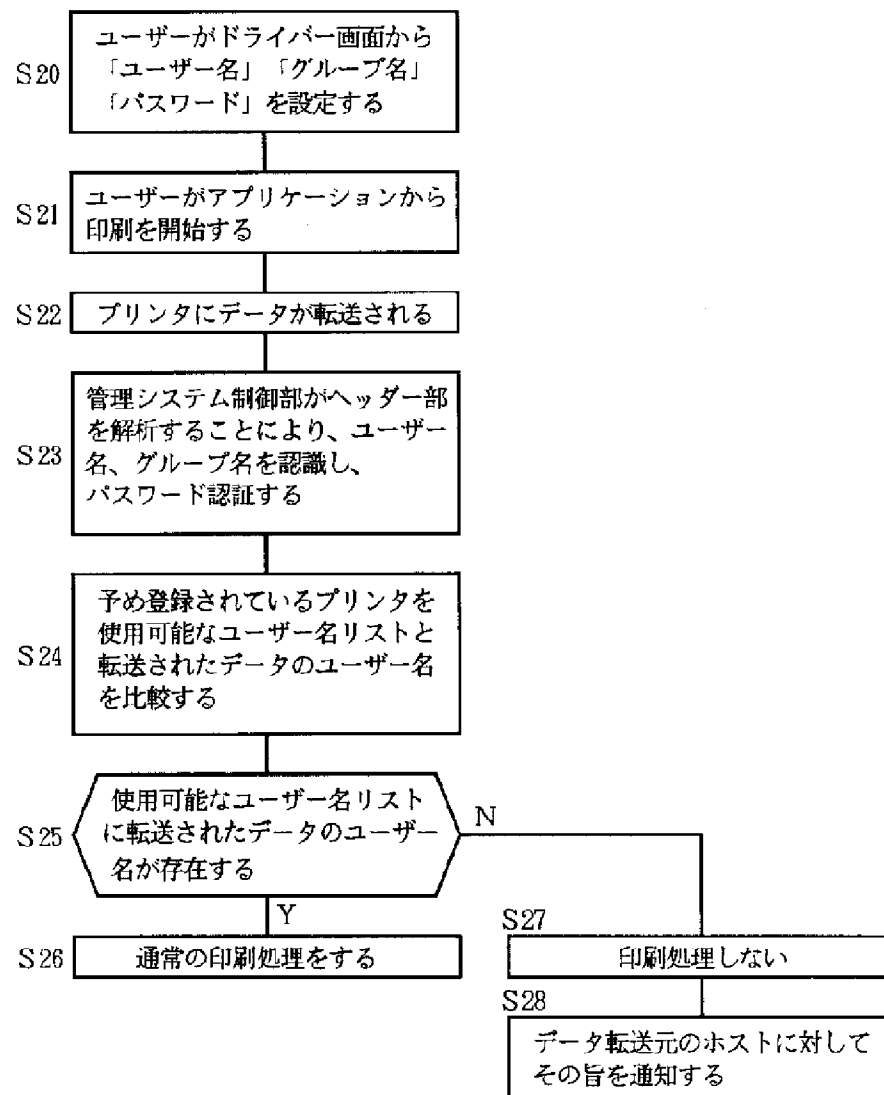 S20
ユーザーがドライバー画面から
「ユーザー名」「グループ名」
「パスワード」を設定する
S21
ユーザーがアプリケーションから
印刷を開始する
S22
プリンタにデータが転送される
S23
管理システム制御部がヘッダー部
を解析することにより、ユーザー
名、グループ名を認識し、
パスワード認証する
S24
予め登録されているプリンタを
使用可能なユーザー名リストと
転送されたデータのユーザー名
を比較する
S25
使用可能なユーザー名リスト
に転送されたデータのユーザー
名が存在する
N
Y
S26
通常の印刷処理をする
S27
印刷処理しない
S28
データ転送元のホストに対して
その旨を通知する